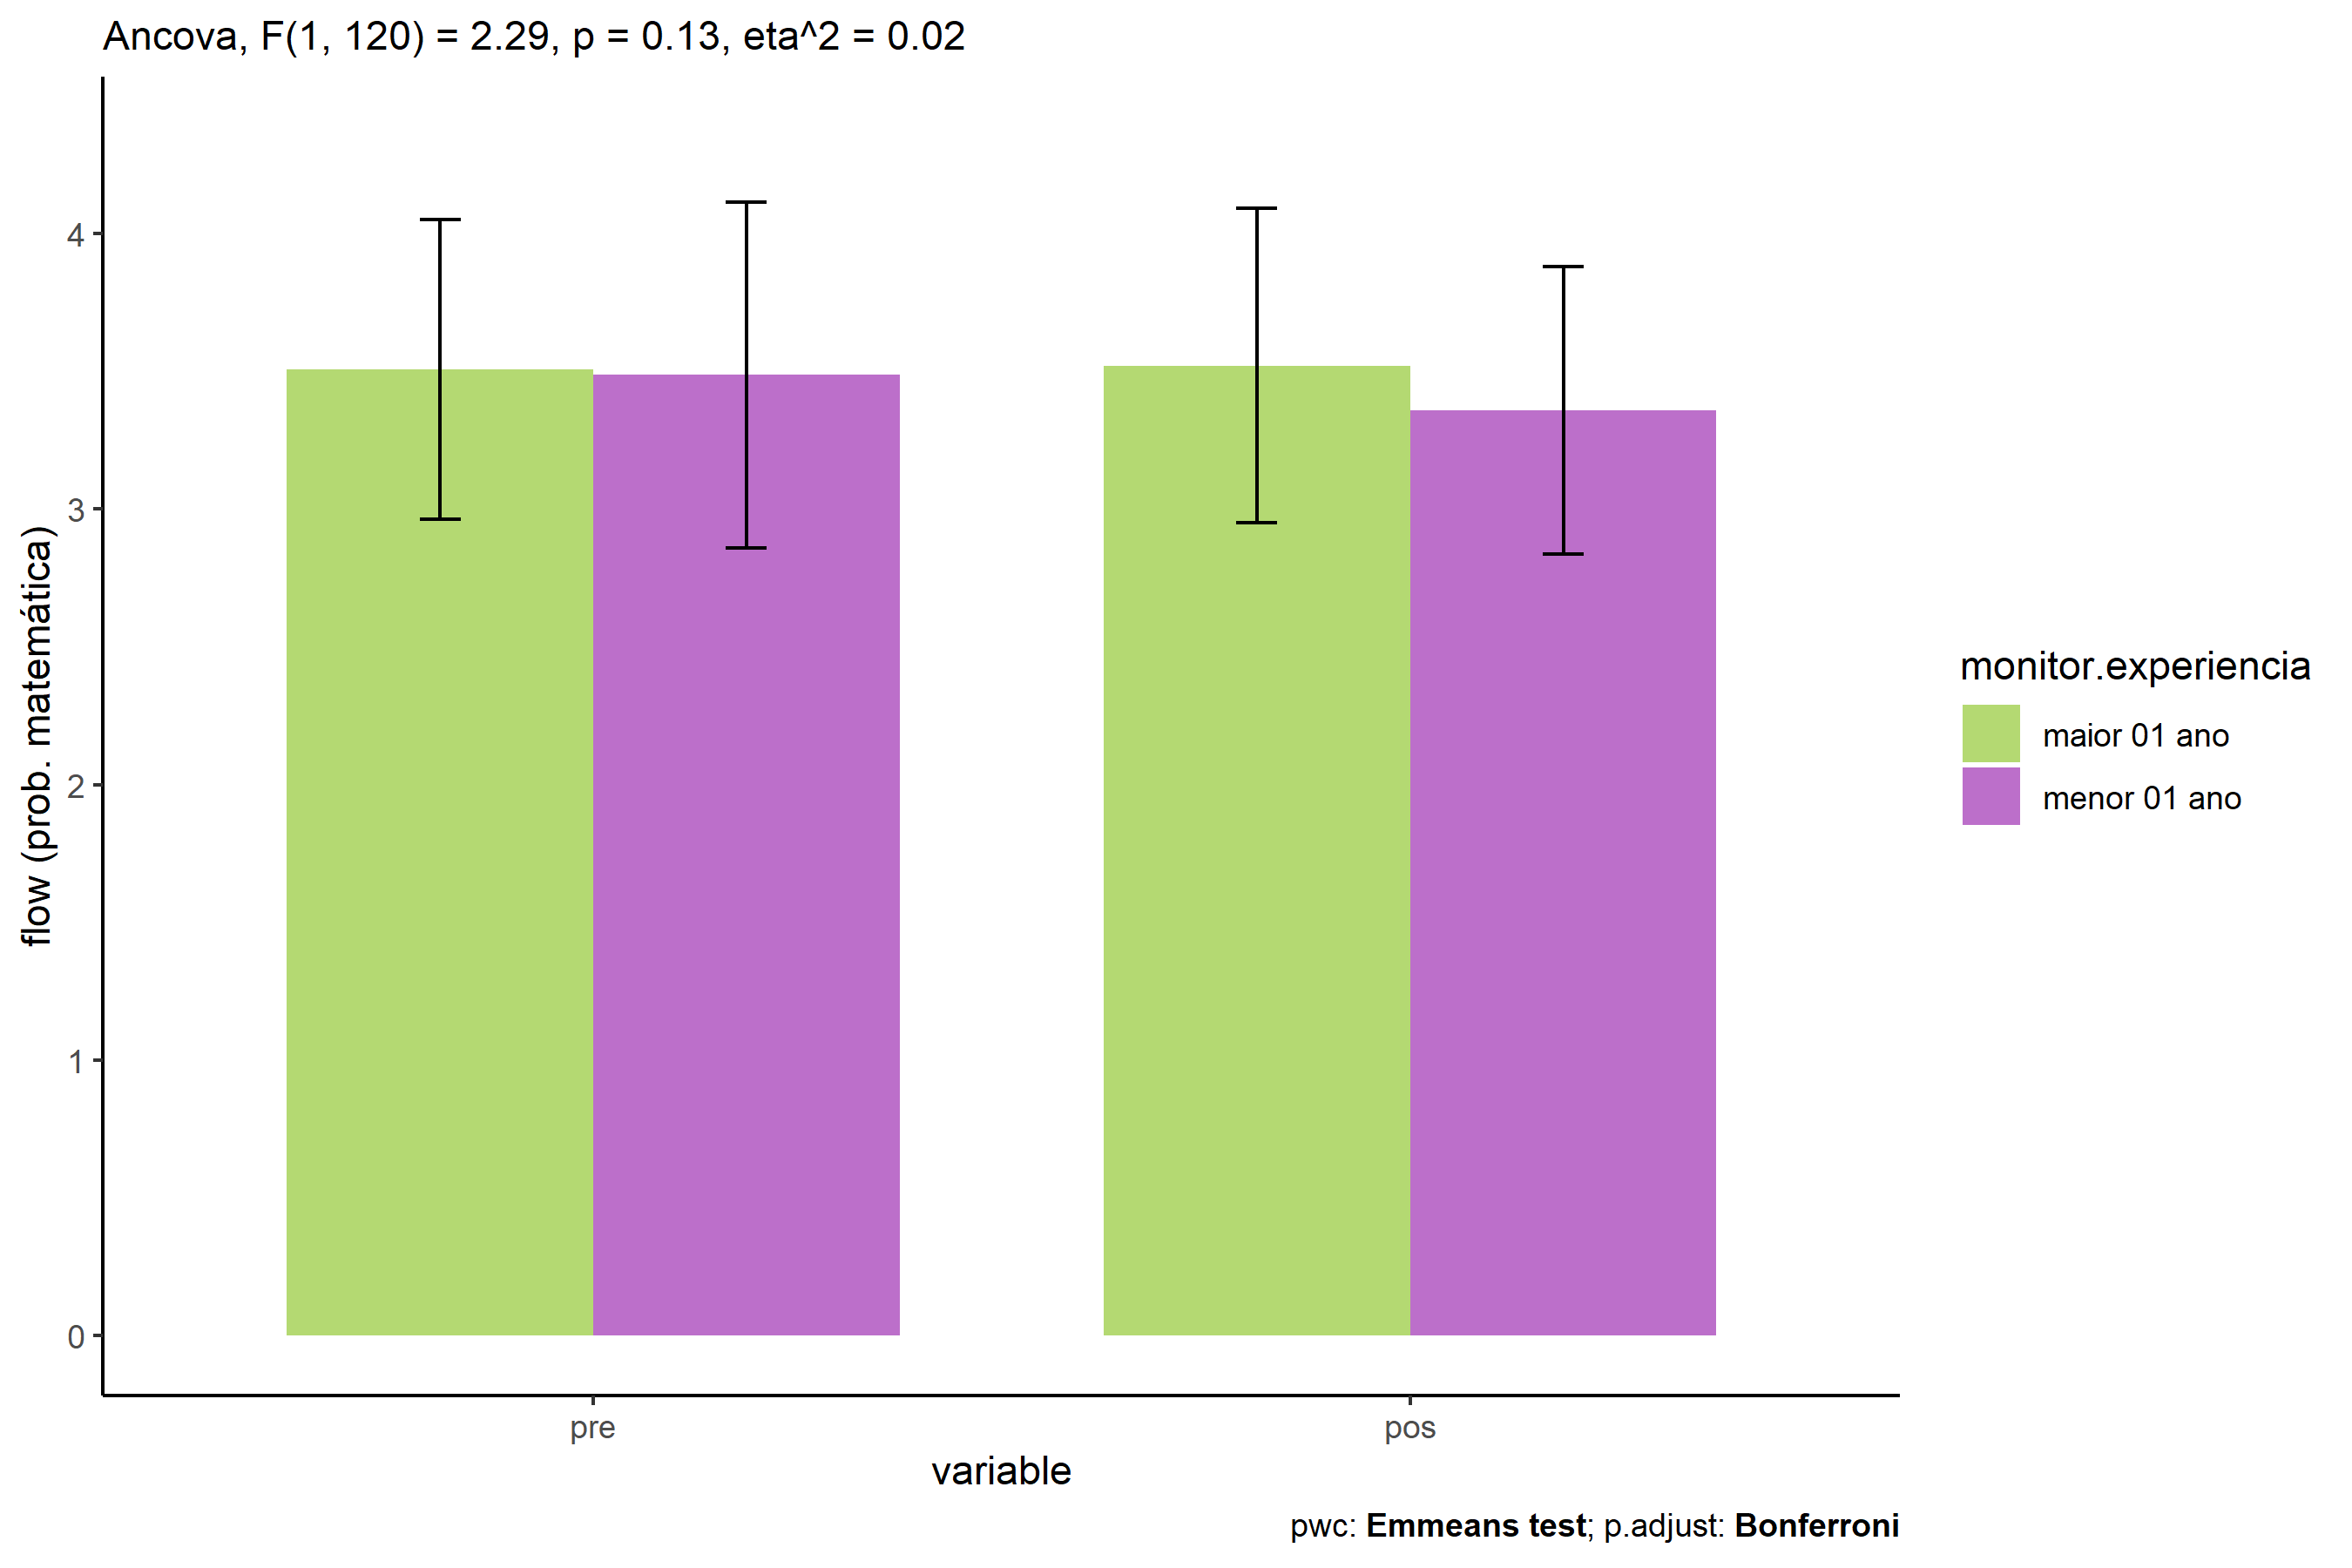 Ancova, F(1, 120) = 2.29, p = 0.13, eta^2 = 0.02
flow (prob. matemática)
4
3
2
1
0
pre
pos
variable
monitor.experiencia
maior 01 ano
menor 01 ano
pwc: Emmeans test; p.adjust: Bonferroni